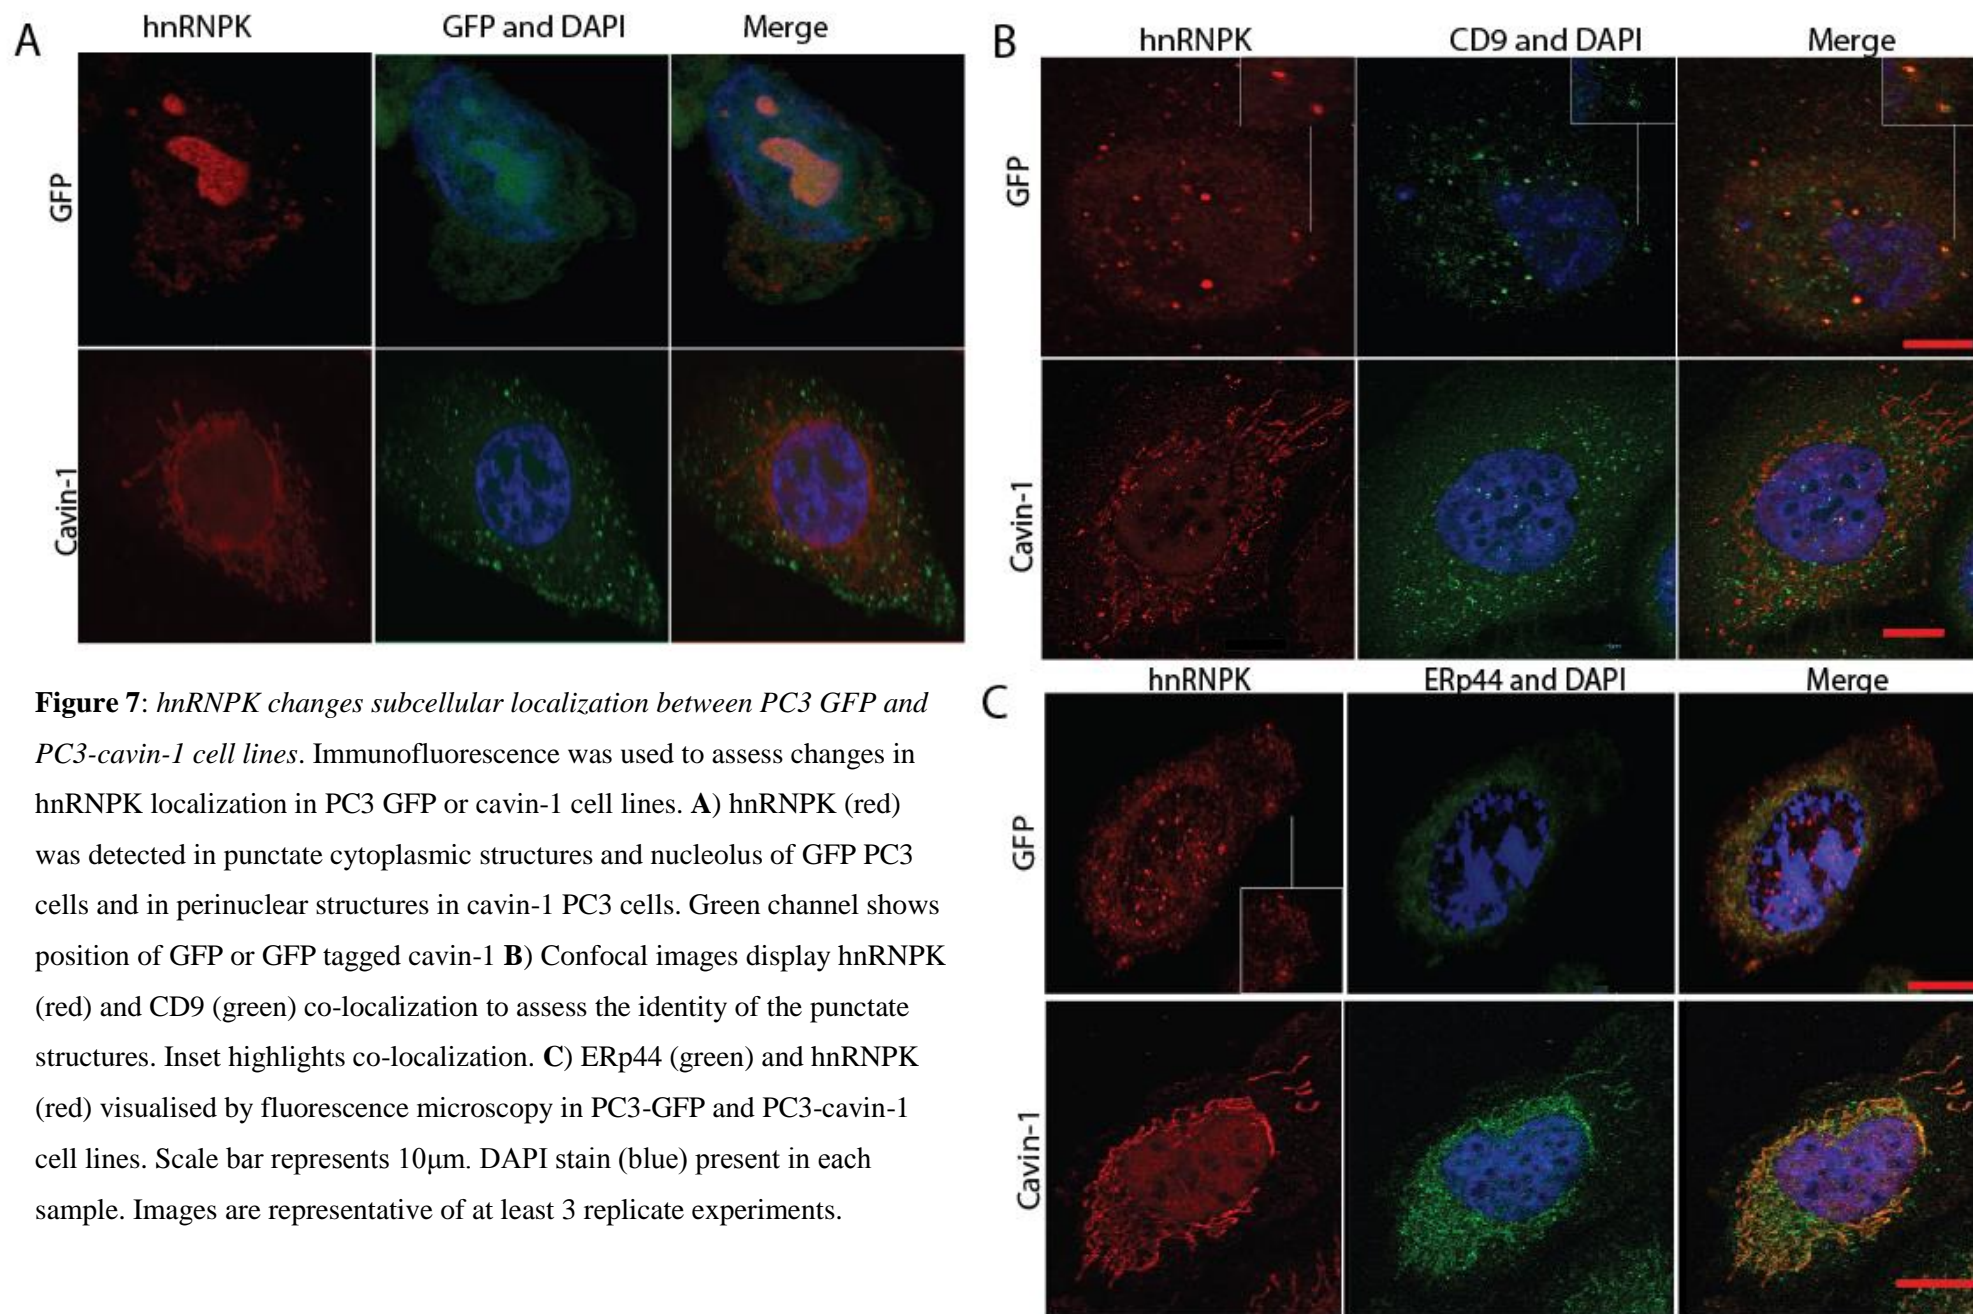 A
hnRNPK
GFP and DAPI
Merge
GFP
Cavin-1
B
hnRNPK
CD9 and DAPI
Merge
GFP
Cavin-1
C
hnRNPK
ERp44 and DAPI
Merge
GFP
Cavin-1
Figure 7: hnRNPK changes subcellular localization between PC3 GFP and
PC3-cavin-1 cell lines. Immunofluorescence was used to assess changes in
hnRNPK localization in PC3 GFP or cavin-1 cell lines. A) hnRNPK (red)
was detected in punctate cytoplasmic structures and nucleolus of GFP PC3
cells and in perinuclear structures in cavin-1 PC3 cells. Green channel shows
position of GFP or GFP tagged cavin-1 B) Confocal images display hnRNPK
(red) and CD9 (green) co-localization to assess the identity of the punctate
structures. Inset highlights co-localization. C) ERp44 (green) and hnRNPK
(red) visualised by fluorescence microscopy in PC3-GFP and PC3-cavin-1
cell lines. Scale bar represents 10μm. DAPI stain (blue) present in each
sample. Images are representative of at least 3 replicate experiments.